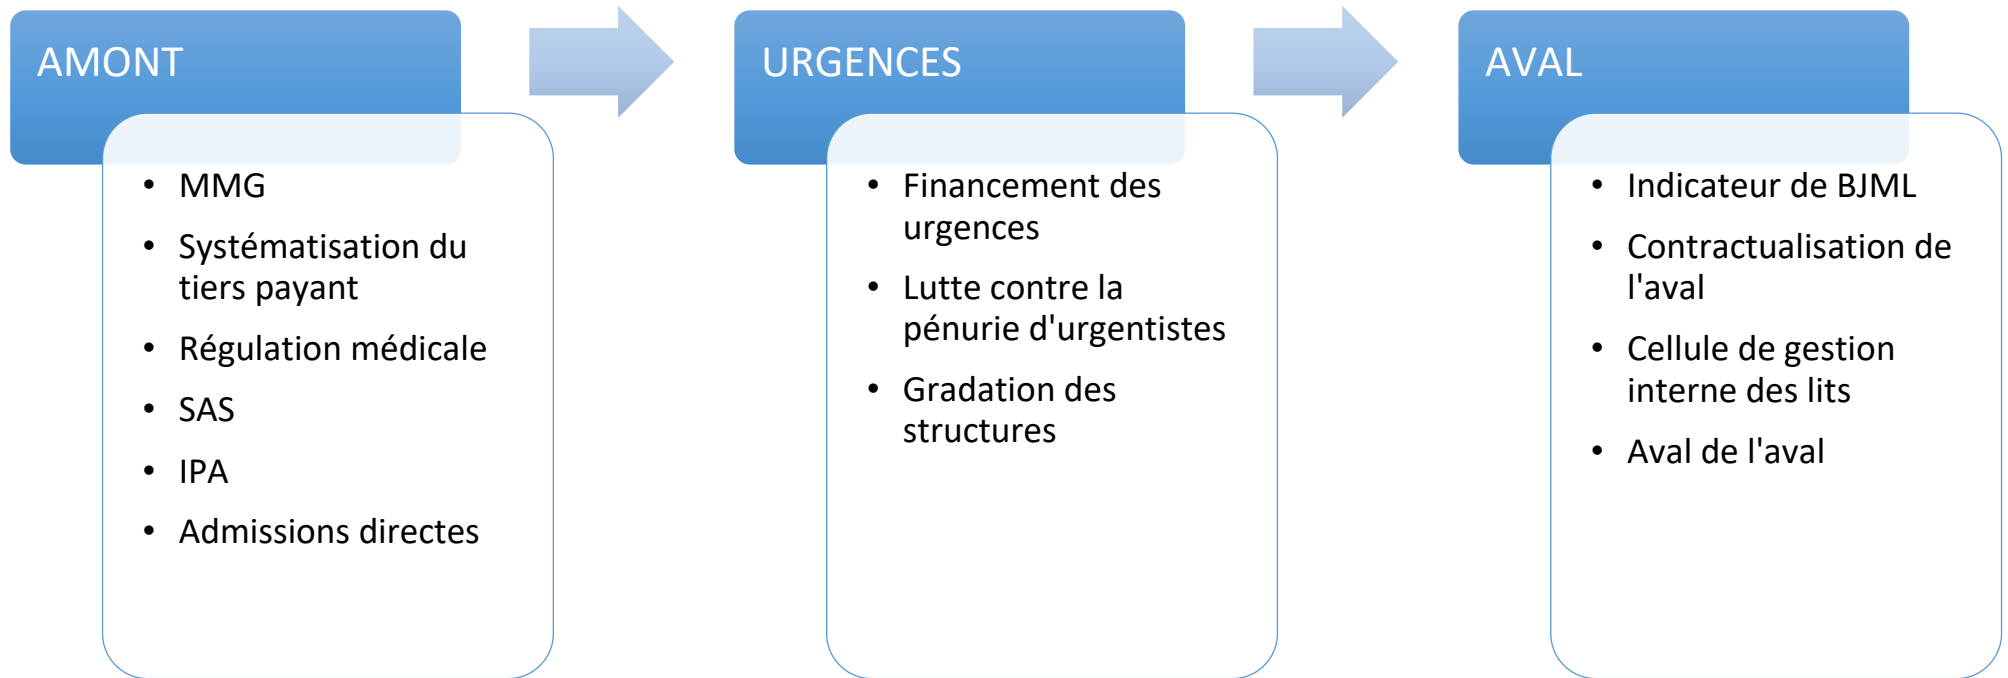 AMONT
• MMG
• Systématisation du
tiers payant
• Régulation médicale
• SAS
• IPA
• Admissions directes
URGENCES
• Financement des
urgences
• Lutte contre la
pénurie d'urgentistes
• Gradation des
structures
AVAL
• Indicateur de BJML
• Contractualisation de
l'aval
• Cellule de gestion
interne des lits
• Aval de l'aval